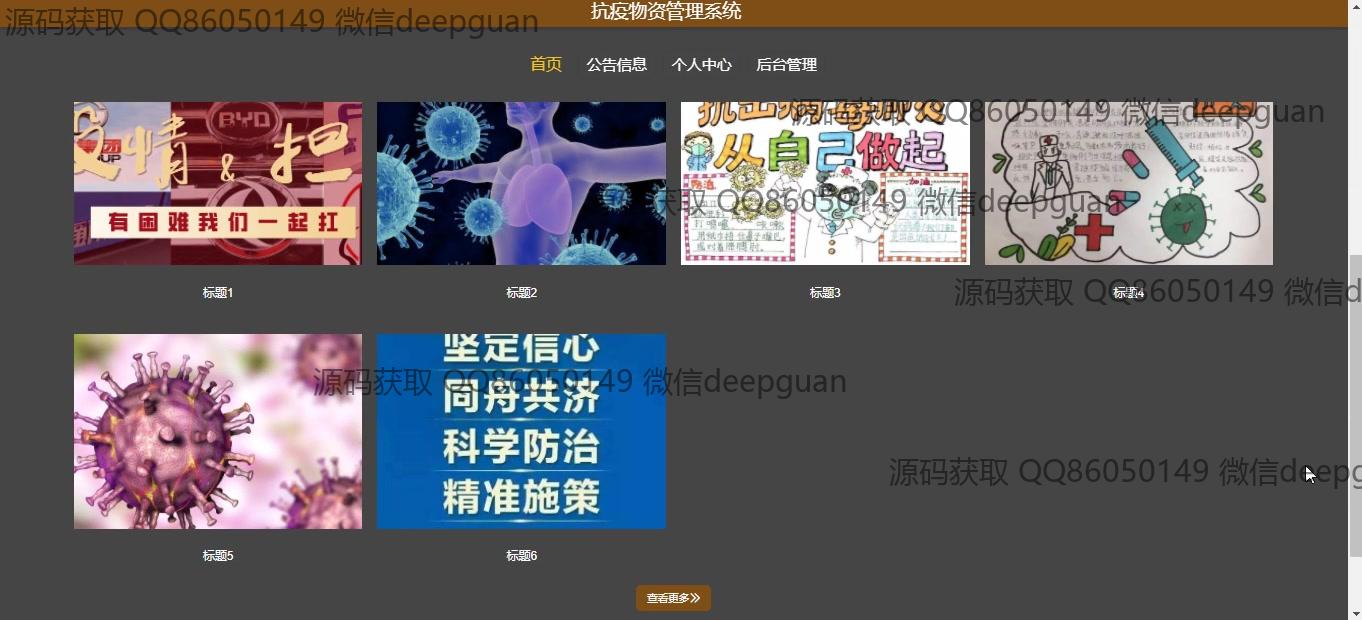 抗疫物资管理系统
源码获取 QQ86050149 微信deepguan
首页 公告信息 个人中心 后台管理
源码获取 QQ86050149 微信deepguan
BYD
情 & 担
有困难我们一起扛
从自己做起
获取 QQ86050149 微信deepguan
标题1 标题2 标题3 标题4
源码获取 QQ86050149 微信d
坚定信心
同舟共济
科学防治
精准施策
源码获取 QQ86050149 微信deepguan
源码获取 QQ86050149 微信deepg
标题5 标题6
查看更多